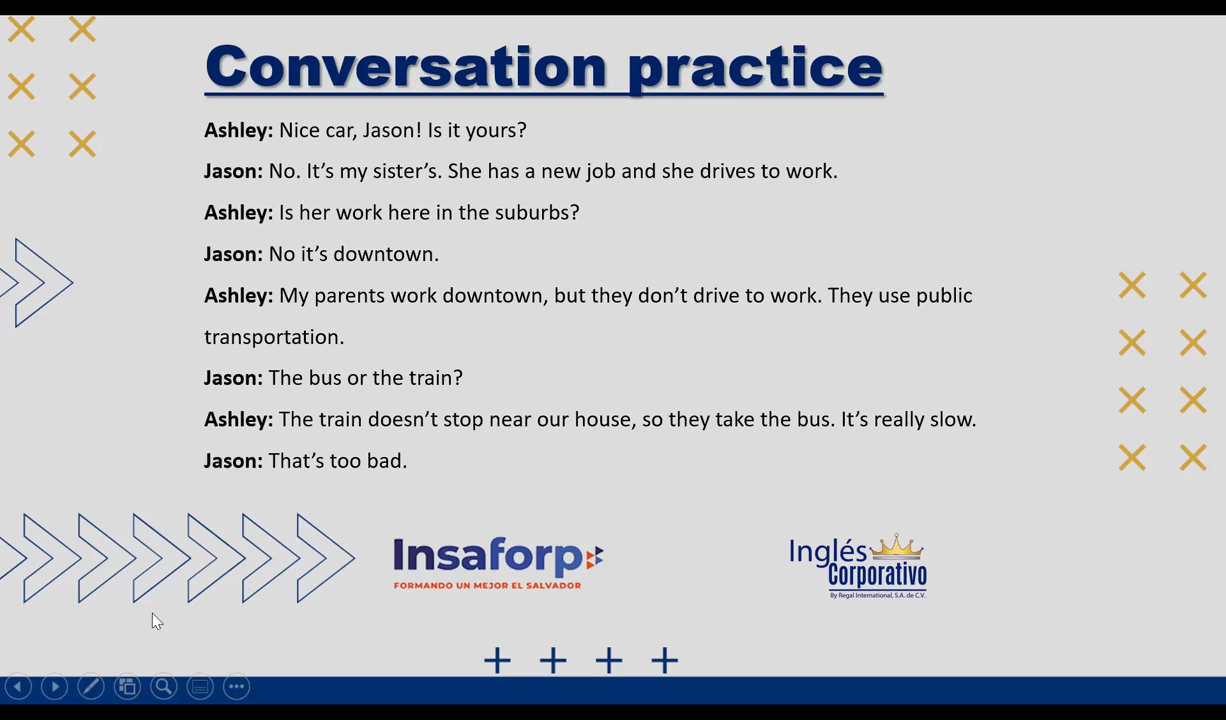 Conversation practice
Ashley: Nice car, Jason! Is it yours?
Jason: No. It’s my sister’s. She has a new job and she drives to work.
Ashley: Is her work here in the suburbs?
Jason: No it’s downtown.
Ashley: My parents work downtown, but they don’t drive to work. They use public
transportation.
Jason: The bus or the train?
Ashley: The train doesn’t stop near our house, so they take the bus. It’s really slow.
Jason: That’s too bad.
Insaforp
FORMANDO UN MEJOR EL SALVADOR
Inglés
Corporativo
By Regal International, S.A. de C.V.